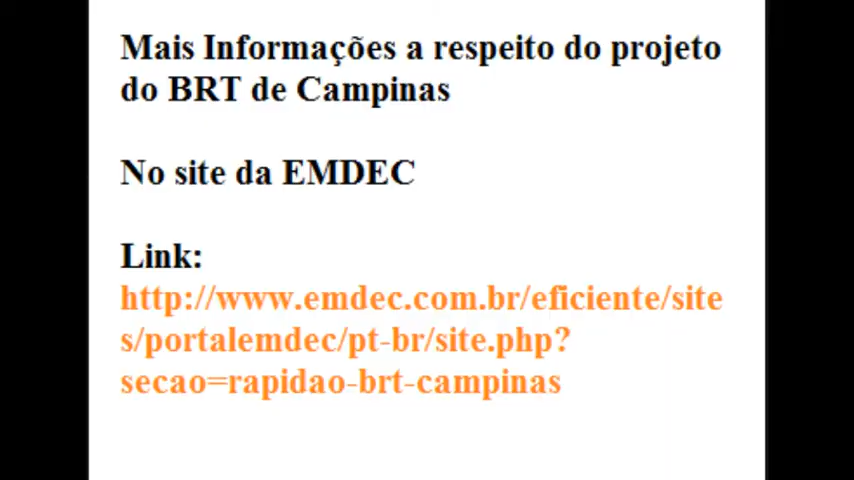 Mais Informações a respeito do projeto
do BRT de Campinas
No site da EMDEC
Link:
http://www.emdec.com.br/eficiente/site
s/portalemdec/pt-br/site.php?
secao=rapidao-brt-campinas